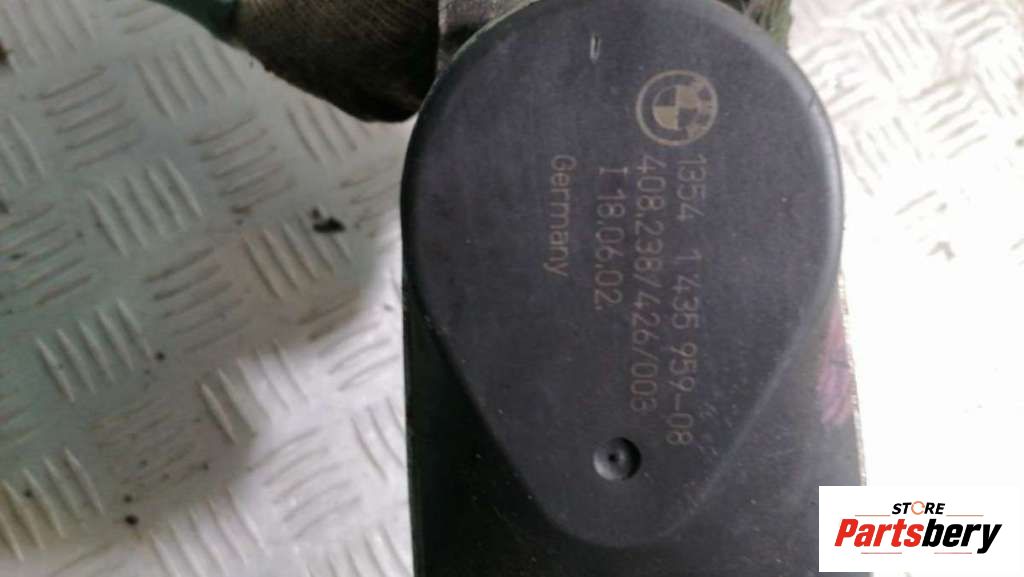 1354 1 435 959-08
408.238/426/003
I 18.06.02.
Germany
STORE
Partsbery